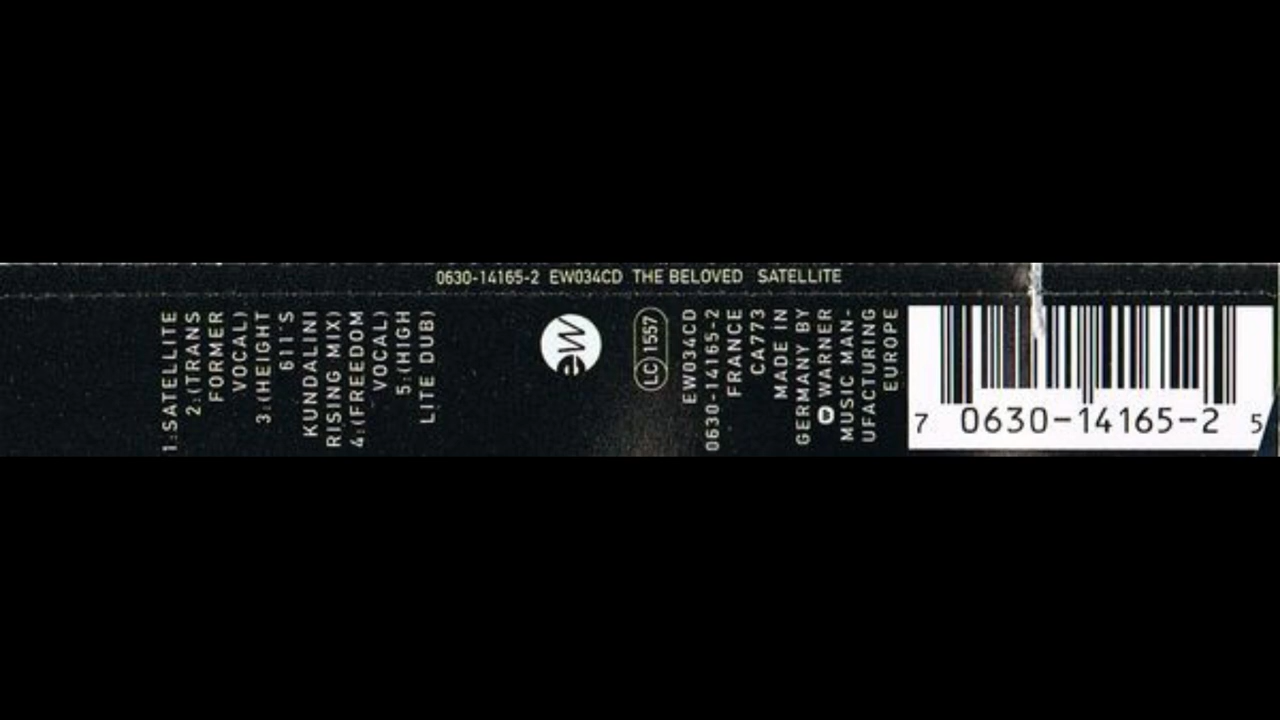 0630-14165-2 EW034CD THE BELOVED SATELLITE
1:SATELLITE
2:(TRANS
FORMER
VOCAL)
3:(HEIGHT
611'S
KUNDALINI
RISING MIX)
4:(FREEDOM
VOCAL)
5:(HIGH
LITE DUB)
ew
LC 1557
EW034CD
0630-14165-2
FRANCE
CA773
MADE IN
GERMANY BY
WARNER
MUSIC MAN-
UFACTURING
EUROPE
7 0630-14165-2 5